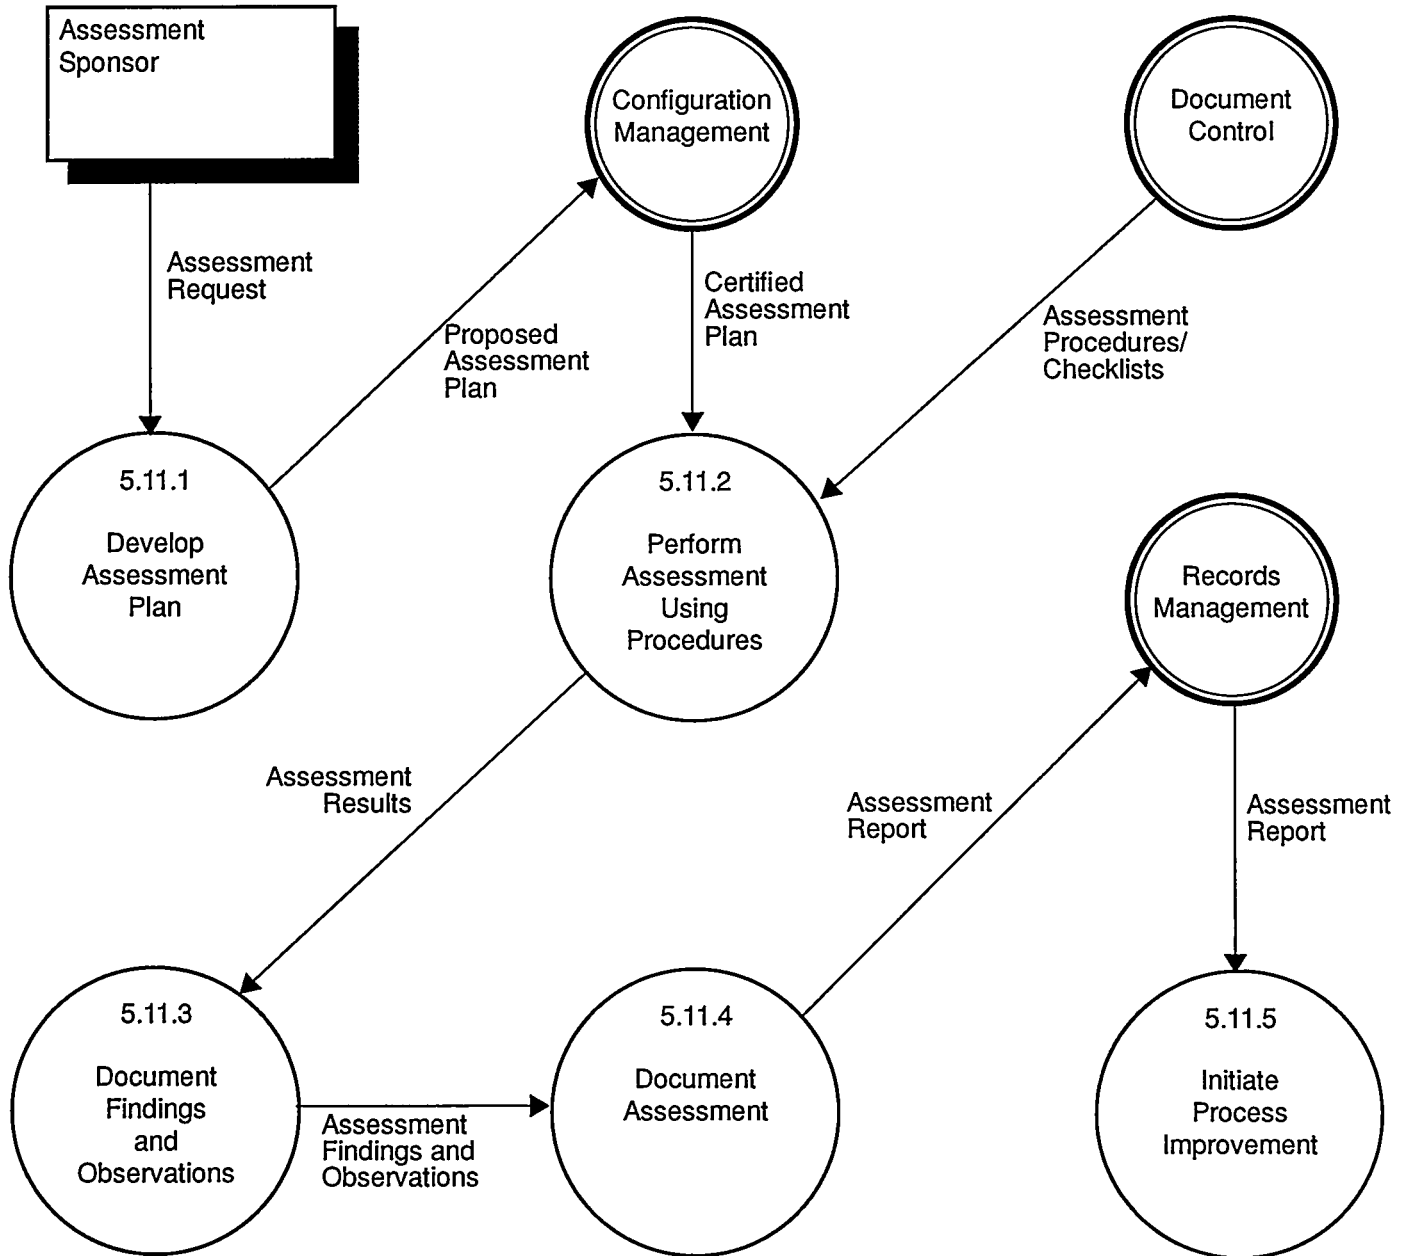 Assessment
Sponsor
Configuration
Management
Document
Control
Assessment
Request
Proposed
Assessment
Plan
Certified
Assessment
Plan
Assessment
Procedures/
Checklists
5.11.1
Develop
Assessment
Plan
5.11.2
Perform
Assessment
Using
Procedures
Records
Management
Assessment
Results
Assessment
Report
Assessment
Report
5.11.3
Document
Findings
and
Observations
Assessment
Findings and
Observations
5.11.4
Document
Assessment
5.11.5
Initiate
Process
Improvement